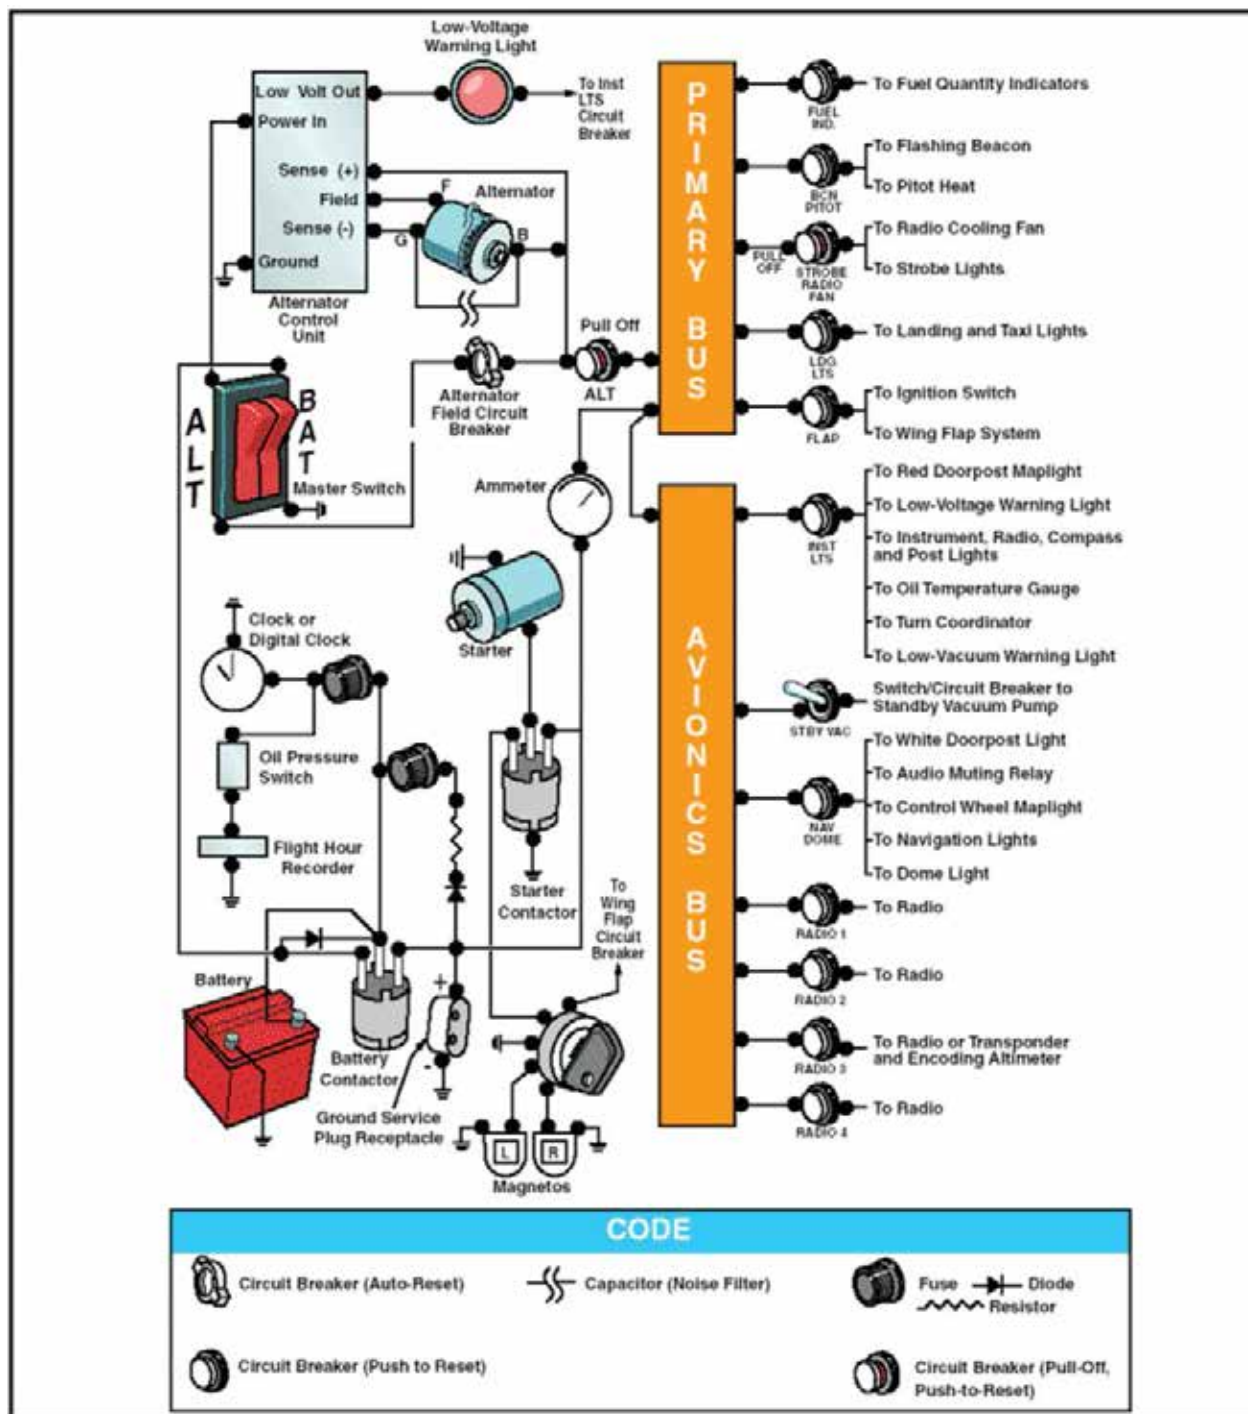 Low-Voltage
Warning Light
Low Volt Out
Power In
Sense (+)
Field
Sense (-)
Ground
Alternator
Control
Unit
To Inst
LTS
Circuit
Breaker
F
Alternator
G
B
Pull Off
ALT
Alternator
Field Circuit
Breaker
ALT
BAT
Master Switch
Ammeter
PRIMARY BUS
FUEL
IND.
To Fuel Quantity Indicators
BCN
PITOT
To Flashing Beacon
To Pitot Heat
PULL
OFF
STROBE
RADIO
FAN
To Radio Cooling Fan
To Strobe Lights
LDG
LTS
To Landing and Taxi Lights
FLAP
To Ignition Switch
To Wing Flap System
AVIONICS BUS
INST
LTS
To Red Doorpost Maplight
To Low-Voltage Warning Light
To Instrument, Radio, Compass
and Post Lights
To Oil Temperature Gauge
To Turn Coordinator
To Low-Vacuum Warning Light
STBY VAC
Switch/Circuit Breaker to
Standby Vacuum Pump
NAV
DOME
To White Doorpost Light
To Audio Muting Relay
To Control Wheel Maplight
To Navigation Lights
To Dome Light
RADIO 1
To Radio
RADIO 2
To Radio
RADIO 3
To Radio or Transponder
and Encoding Altimeter
RADIO 4
To Radio
Clock or
Digital Clock
Starter
Oil Pressure
Switch
Flight Hour
Recorder
Starter
Contactor
To
Wing
Flap
Circuit
Breaker
Battery
+
-
Battery
Contactor
Ground Service
Plug Receptacle
L
R
Magnetos
CODE
Circuit Breaker (Auto-Reset)
Capacitor (Noise Filter)
Fuse
Diode
Resistor
Circuit Breaker (Push to Reset)
Circuit Breaker (Pull-Off,
Push-to-Reset)